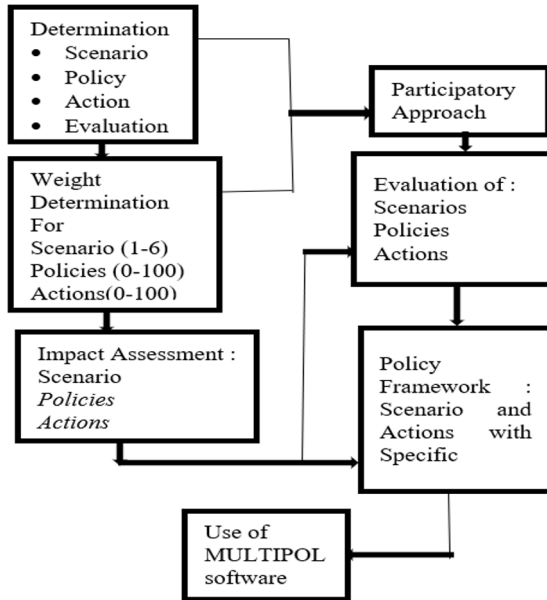 Determination
• Scenario
• Policy
• Action
• Evaluation
Weight
Determination
For
Scenario (1-6)
Policies (0-100)
Actions(0-100)
Impact Assessment :
Scenario
Policies
Actions
Participatory
Approach
Evaluation of :
Scenarios
Policies
Actions
Policy
Framework :
Scenario and
Actions with
Specific
Use of
MULTIPOL
software